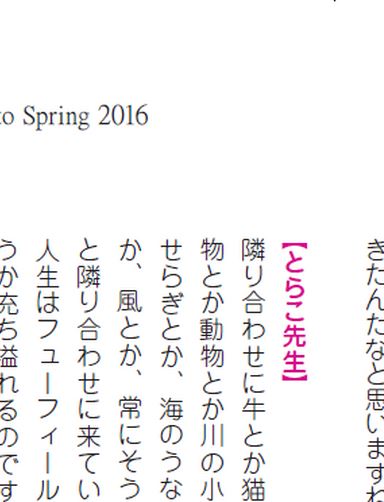 to Spring 2016
きたんだなと思いますね
【とらこ先生】
隣り合わせに牛とか猫
物とか動物とか川の小
せらぎとか、海のうな
か、風とか、常にそう
と隣り合わせに来てい
人生はフューフィール
うか充ち溢れるのです